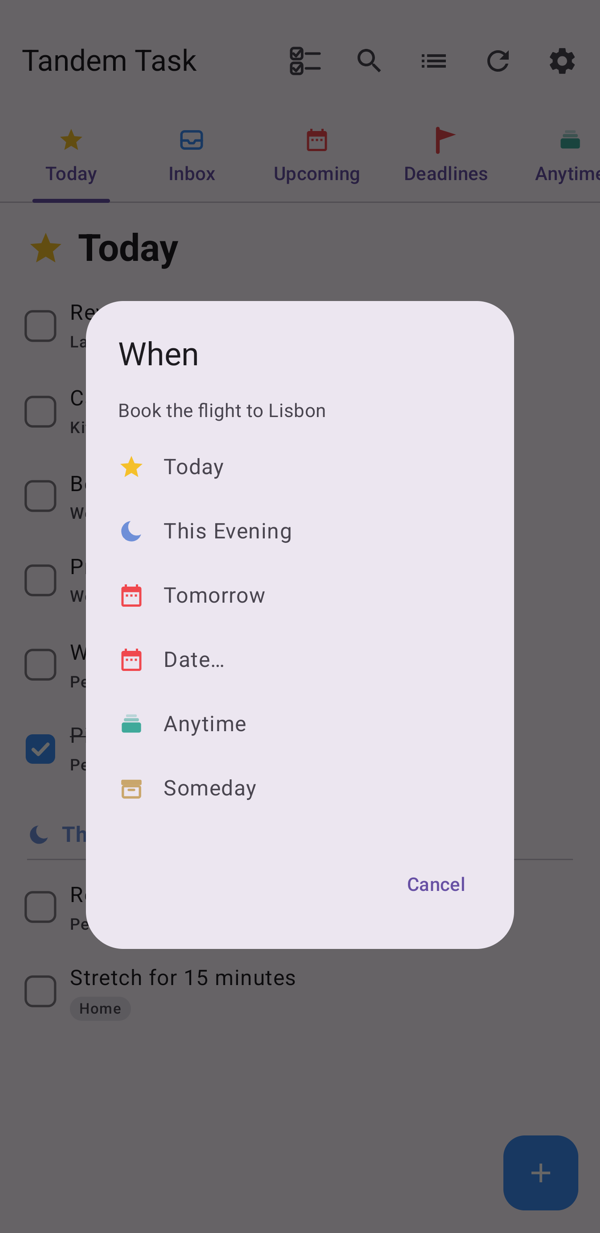 Tandem Task
Today
Inbox
Upcoming
Deadlines
Anytime
Today
When
Book the flight to Lisbon
Today
This Evening
Tomorrow
Date…
Anytime
Someday
Cancel
Stretch for 15 minutes
Home